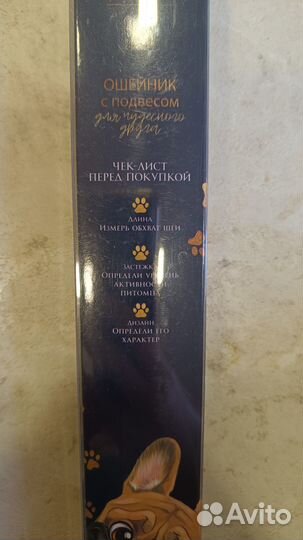 ОШЕЙНИК
с подвесом
для чудесного
друга
ЧЕК-ЛИСТ
ПЕРЕД ПОКУПКОЙ
ДЛИНА
ИЗМЕРЬ ОБХВАТ ШЕИ
ЗАСТЕЖКА
ОПРЕДЕЛИ УРОВЕНЬ
АКТИВНОСТИ
ПИТОМЦА
ДИЗАЙН
ОПРЕДЕЛИ ЕГО
ХАРАКТЕР
Avito